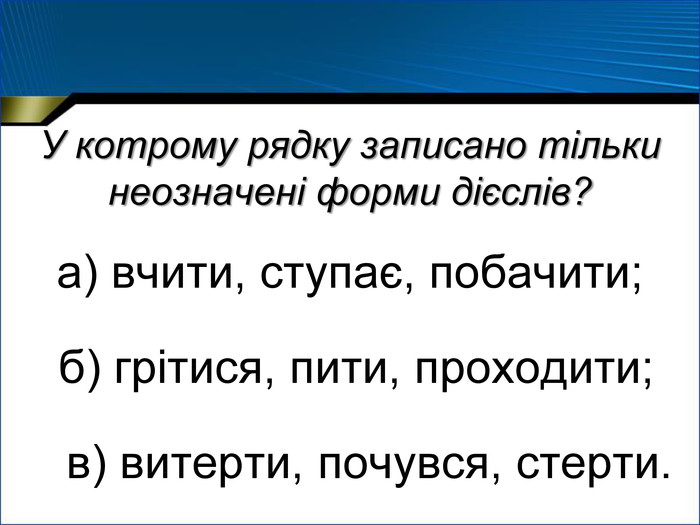 У котрому рядку записано тільки
неозначені форми дієслів?
а) вчити, ступає, побачити;
б) грітися, пити, проходити;
в) витерти, почувся, стерти.